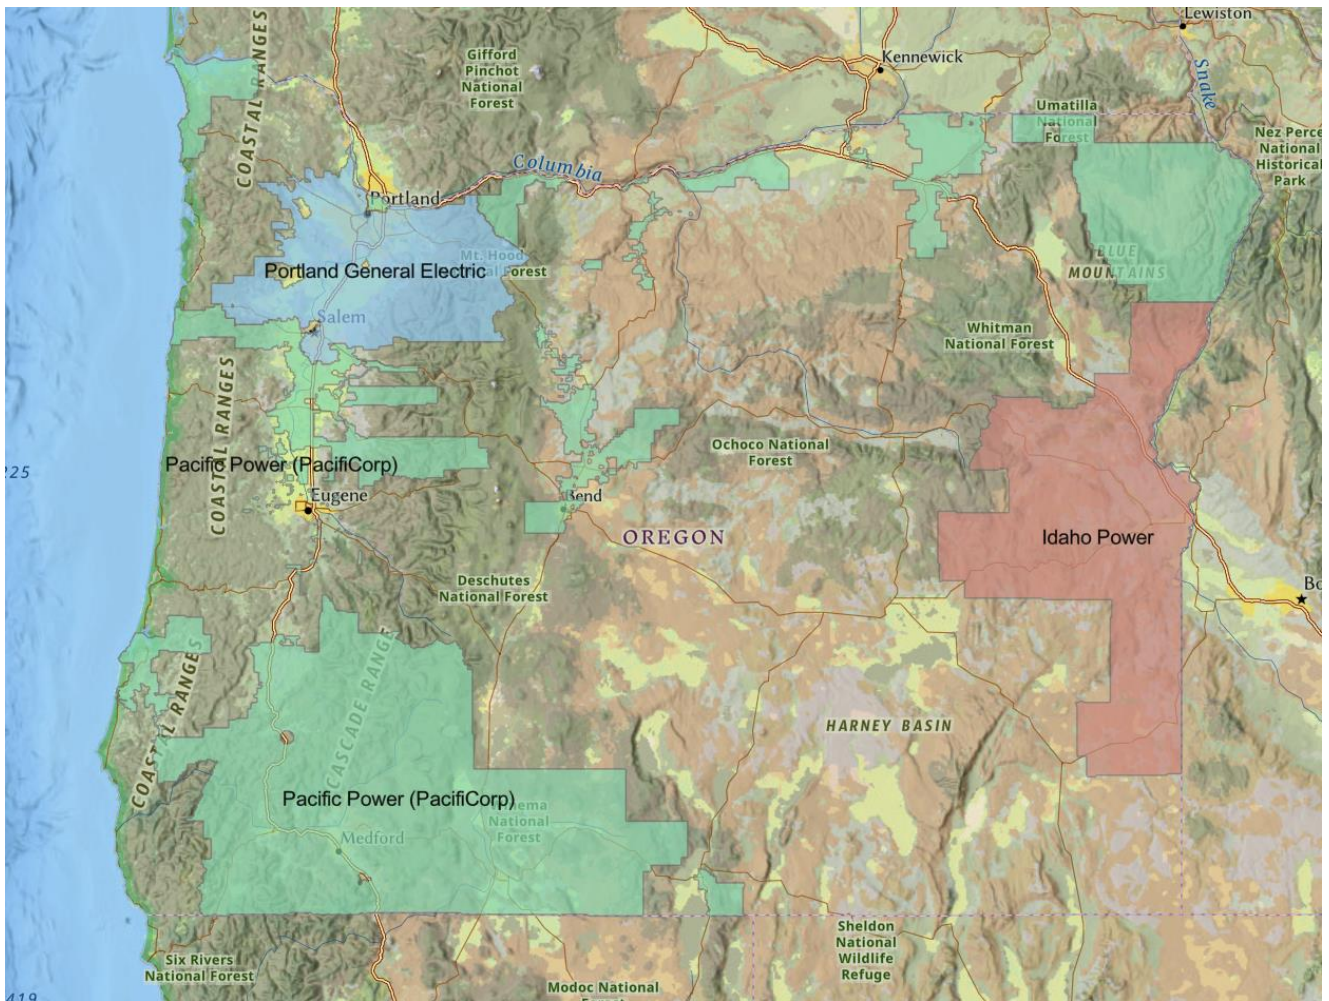 Lewiston
Gifford
Pinchot
National
Forest
Kennewick
Snake
COASTAL RANGES
Umatilla
National
Forest
Nez Perce
National
Historical
Park
Columbia
Portland
Portland General Electric
Mt. Hood
Forest
BLUE
MOUNTAINS
Salem
Whitman
National Forest
COASTAL RANGES
Ochoco National
Forest
Pacific Power (PacifiCorp)
225
Eugene
Bend
OREGON
Idaho Power
Deschutes
National Forest
Bo
COASTAL RANGES
CASCADE RANGE
HARNEY BASIN
Pacific Power (PacifiCorp)
National
Forest
Medford
Sheldon
National
Wildlife
Refuge
Six Rivers
National Forest
Modoc National
419